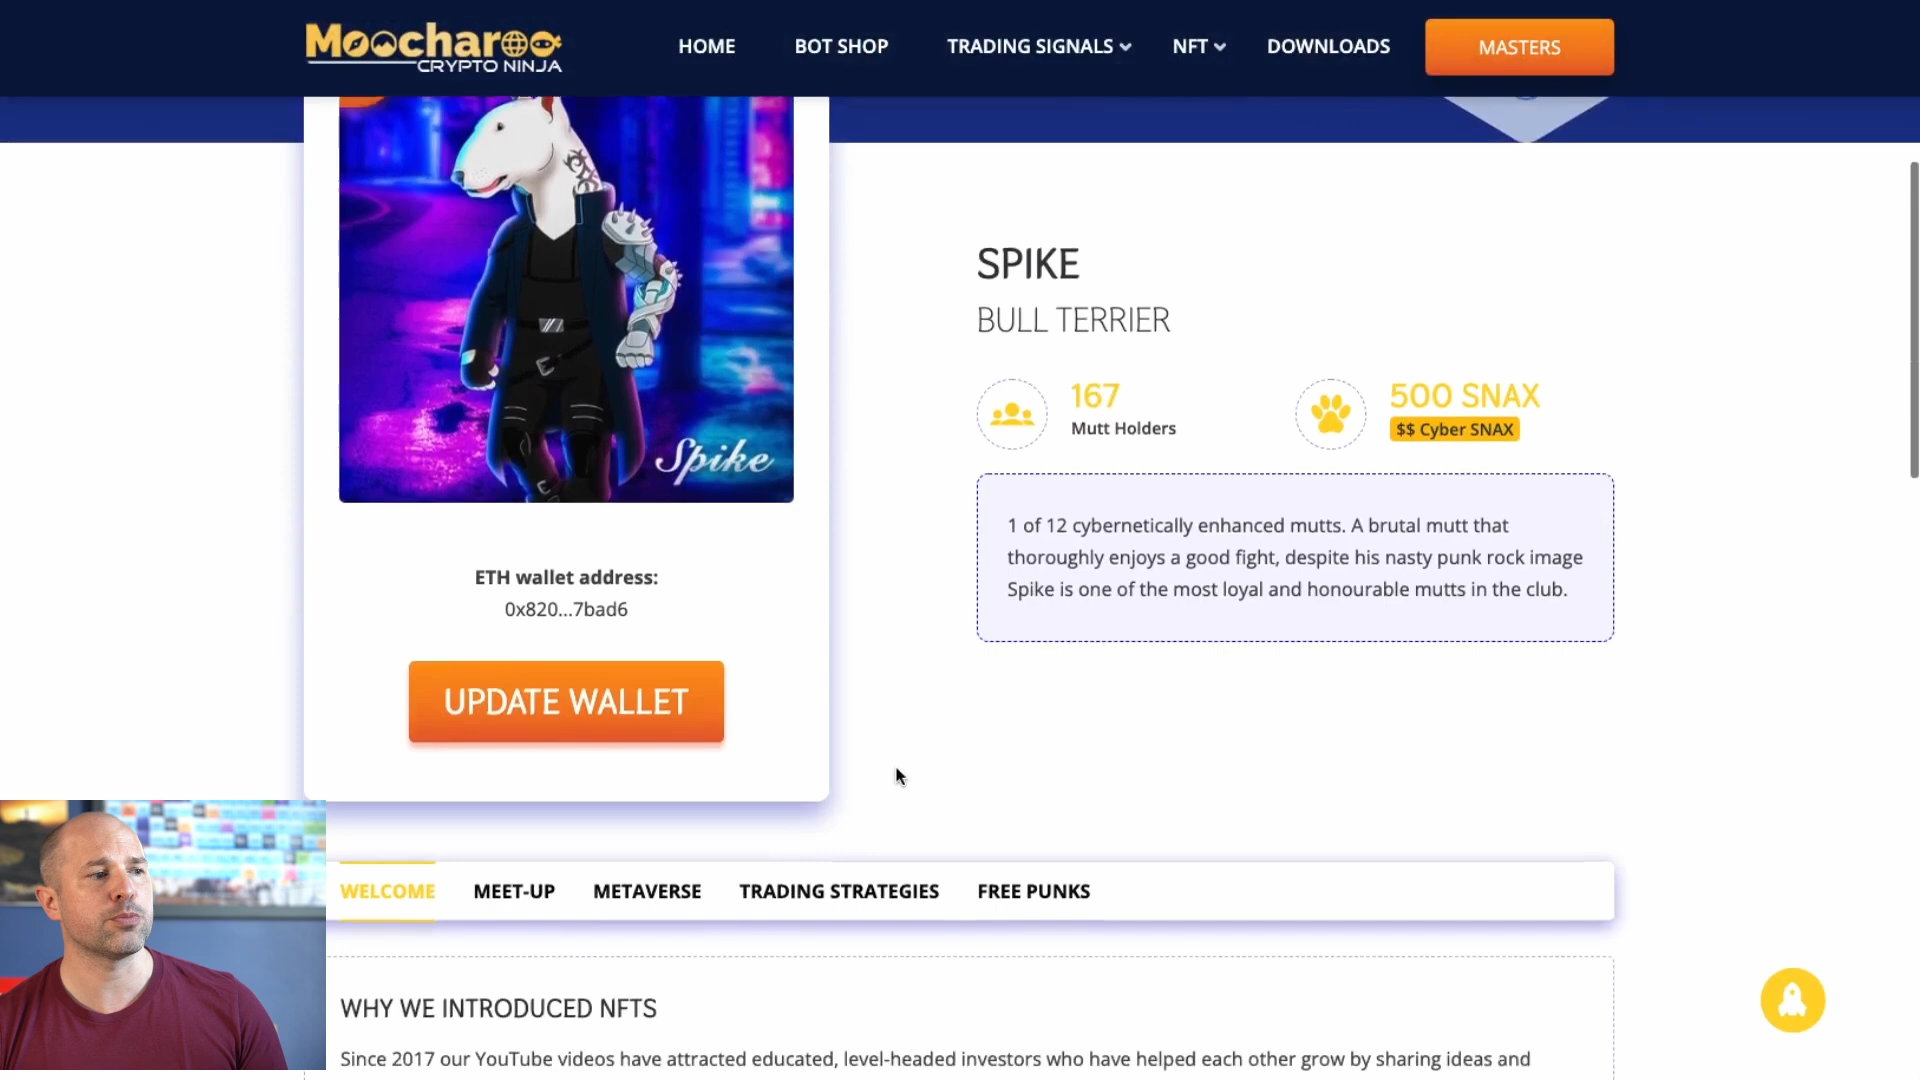 Moocharoo
CRYPTO NINJA
HOME
BOT SHOP
TRADING SIGNALS
NFT
DOWNLOADS
MASTERS
Spike
ETH wallet address:
0x820...7bad6
UPDATE WALLET
SPIKE
BULL TERRIER
167
Mutt Holders
500 SNAX
$$ Cyber SNAX
1 of 12 cybernetically enhanced mutts. A brutal mutt that
thoroughly enjoys a good fight, despite his nasty punk rock image
Spike is one of the most loyal and honourable mutts in the club.
WELCOME
MEET-UP
METAVERSE
TRADING STRATEGIES
FREE PUNKS
WHY WE INTRODUCED NFTS
Since 2017 our YouTube videos have attracted educated, level-headed investors who have helped each other grow by sharing ideas and